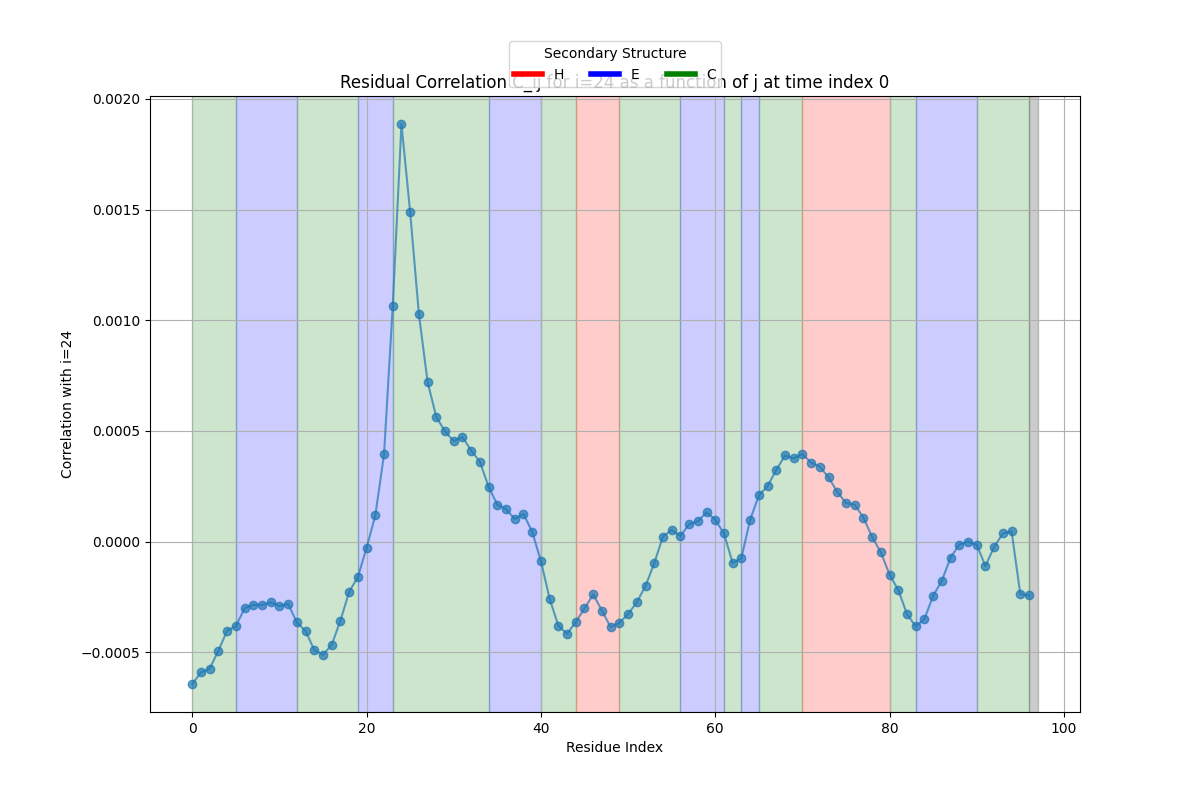 Secondary Structure
H E C
Residual Correlation C_ij for i=24 as a function of j at time index 0
0.0020
0.0015
0.0010
0.0005
0.0000
−0.0005
Correlation with i=24
0 20 40 60 80 100
Residue Index